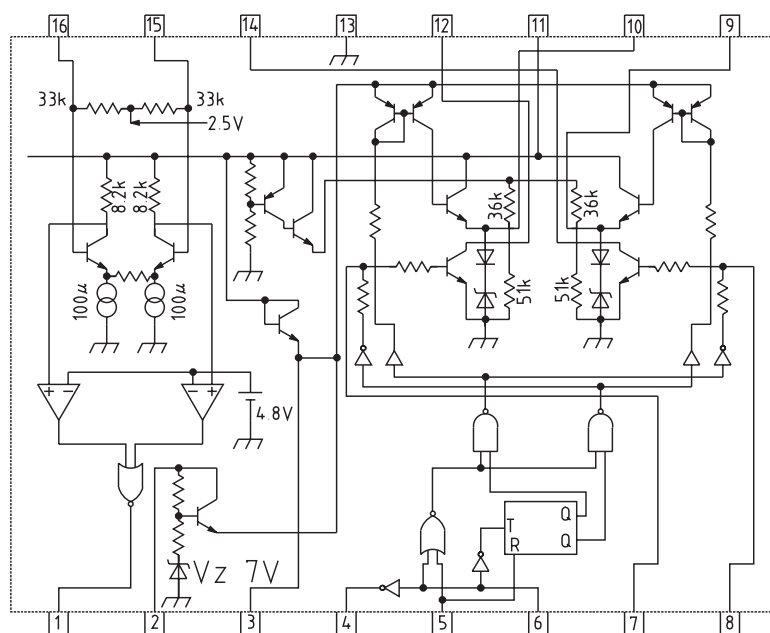 16 15 14 13 12 11 10 9
33k 33k
2.5V
8.2k 8.2k
36k 36k
51k 51k
100μ 100μ
4.8V
Q
T
Q
R
Vz 7V
1 2 3 4 5 6 7 8